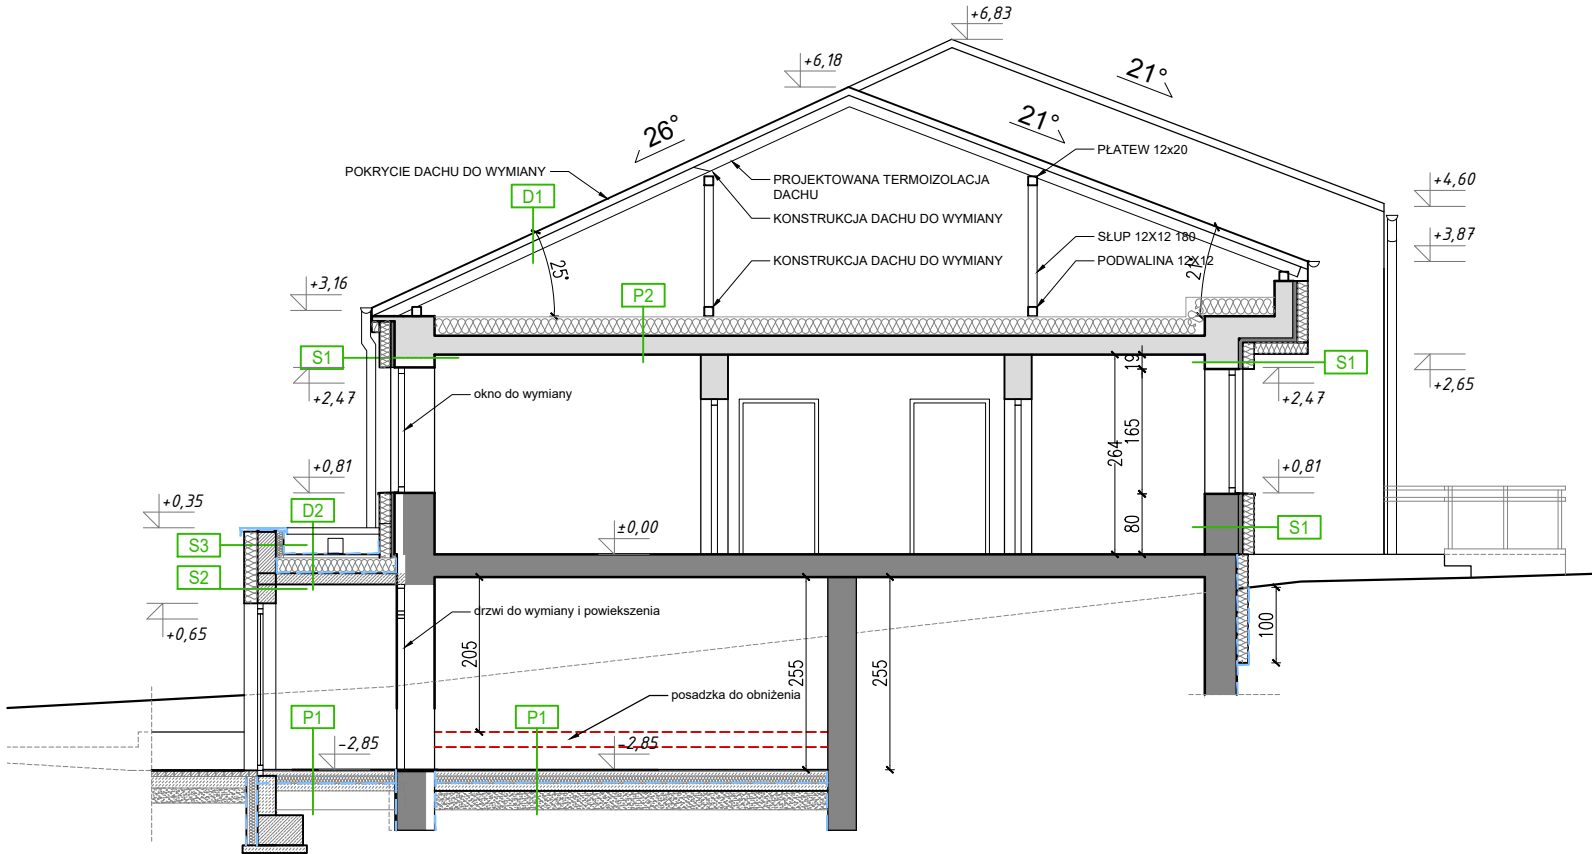 +6,83
+6,18
21°
26°
21°
PŁATEW 12x20
POKRYCIE DACHU DO WYMIANY
PROJEKTOWANA TERMOIZOLACJA
DACHU
+4,60
D1
KONSTRUKCJA DACHU DO WYMIANY
SŁUP 12X12 180
+3,87
25°
KONSTRUKCJA DACHU DO WYMIANY
PODWALINA 12X12
21°
+3,16
P2
S1
19
S1
+2,47
+2,47
+2,65
okno do wymiany
165
264
+0,81
+0,81
+0,35
D2
80
S1
±0,00
S3
S2
drzwi do wymiany i powiekszenia
+0,65
100
205
255
255
posadzka do obniżenia
P1
P1
-2,85
-2,85